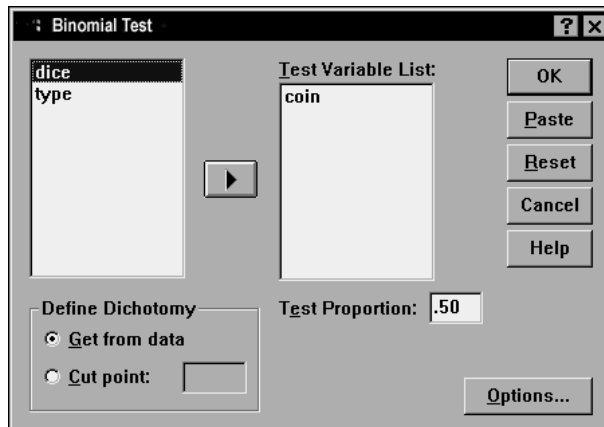 Binomial Test
?
dice
type
Test Variable List:
coin
OK
Paste
Reset
Cancel
Help
Define Dichotomy
Get from data
Cut point:
Test Proportion: .50
Options...